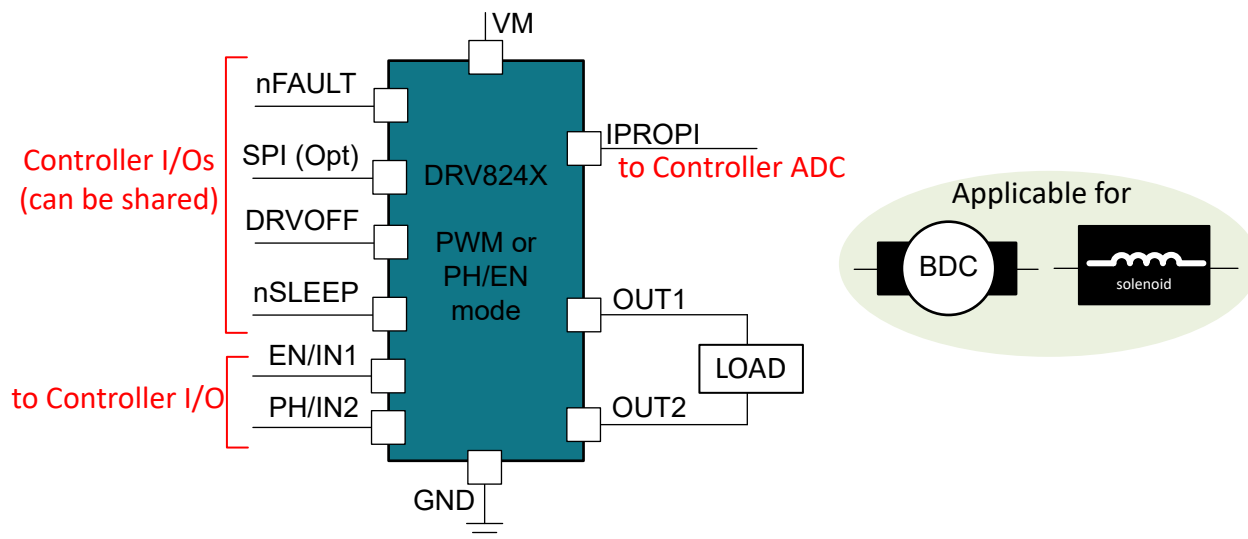 VM
nFAULT
SPI (Opt)
DRVOFF
nSLEEP
Controller I/Os
(can be shared)
EN/IN1
PH/IN2
to Controller I/O
DRV824X
PWM or
PH/EN
mode
IPROPI
to Controller ADC
OUT1
LOAD
OUT2
GND
Applicable for
BDC
solenoid